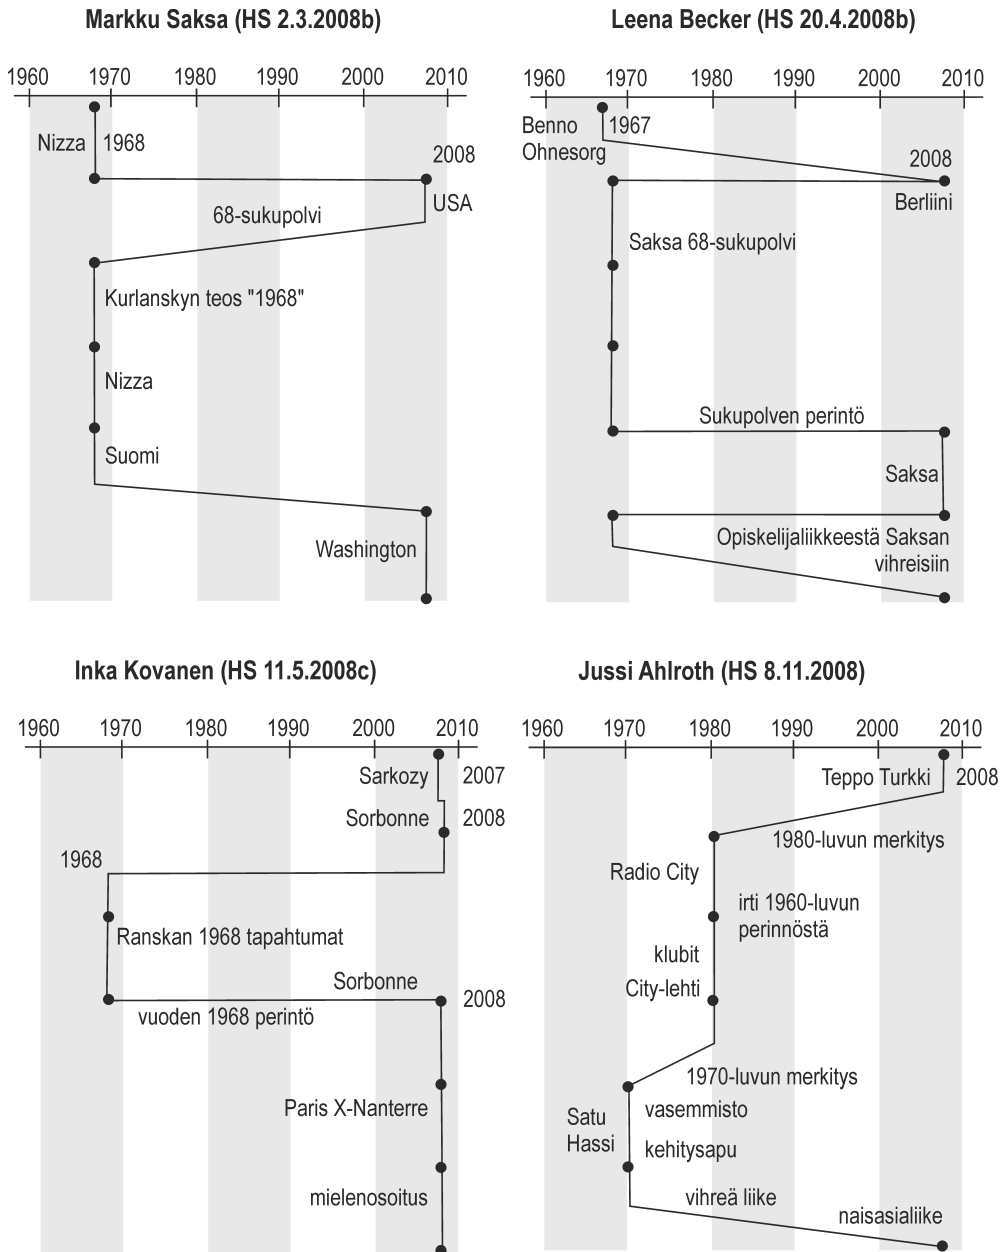 Markku Saksa (HS 2.3.2008b)
1960 1970 1980 1990 2000 2010
Nizza 1968
2008
USA
68-sukupolvi
Kurlanskyn teos "1968"
Nizza
Suomi
Washington
Leena Becker (HS 20.4.2008b)
1960 1970 1980 1990 2000 2010
Benno 1967
Ohnesorg
2008
Berliini
Saksa 68-sukupolvi
Sukupolven perintö
Saksa
Opiskelijaliikkeestä Saksan
vihreisiin
Inka Kovanen (HS 11.5.2008c)
1960 1970 1980 1990 2000 2010
Sarkozy 2007
Sorbonne 2008
1968
Ranskan 1968 tapahtumat
Sorbonne
2008
vuoden 1968 perintö
Paris X-Nanterre
mielenosoitus
Jussi Ahlroth (HS 8.11.2008)
1960 1970 1980 1990 2000 2010
Teppo Turkki 2008
1980-luvun merkitys
Radio City
irti 1960-luvun
perinnöstä
klubit
City-lehti
1970-luvun merkitys
vasemmisto
Satu
Hassi
kehitysapu
vihreä liike
naisasialiike